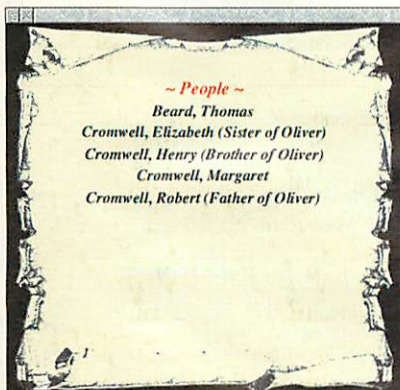 ~ People ~
Beard, Thomas
Cromwell, Elizabeth (Sister of Oliver)
Cromwell, Henry (Brother of Oliver)
Cromwell, Margaret
Cromwell, Robert (Father of Oliver)